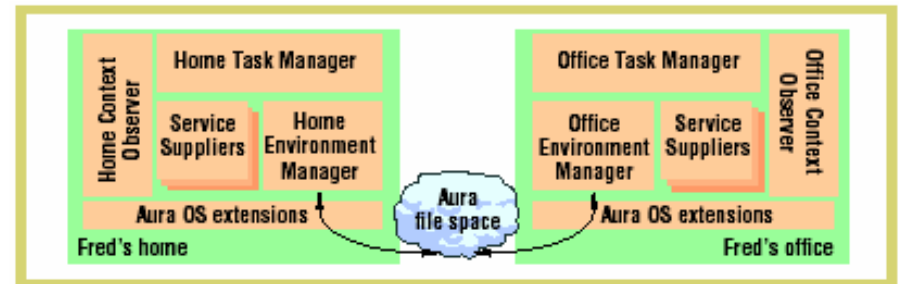 Home Context
Observer
Home Task Manager
Service
Suppliers
Home
Environment
Manager
Aura OS extensions
Fred's home
Aura
file space
Office Task Manager
Office
Environment
Manager
Service
Suppliers
Office Context
Observer
Aura OS extensions
Fred's office